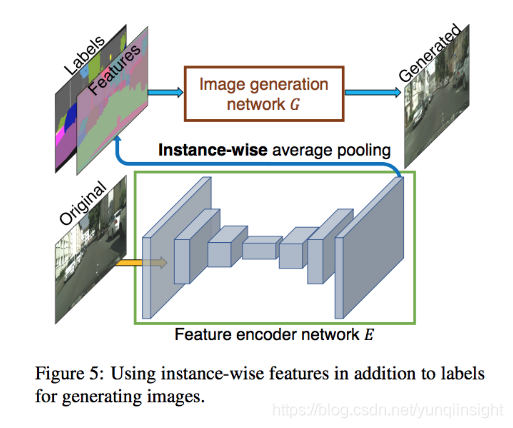 Labels
Features
Image generation
network G
Generated
Instance-wise average pooling
Original
Feature encoder network E
Figure 5: Using instance-wise features in addition to labels
for generating images.
https://blog.csdn.net/yunqiinsight